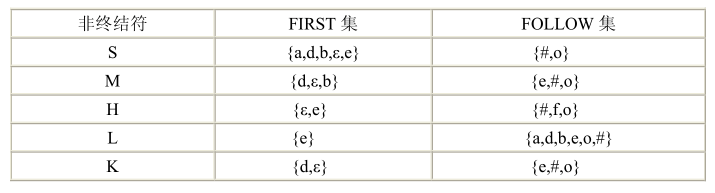 非终结符 FIRST 集 FOLLOW 集
S {a,d,b,ε,e} {#,o}
M {d,ε,b} {e,#,o}
H {ε,e} {#,f,o}
L {e} {a,d,b,e,o,#}
K {d,ε} {e,#,o}